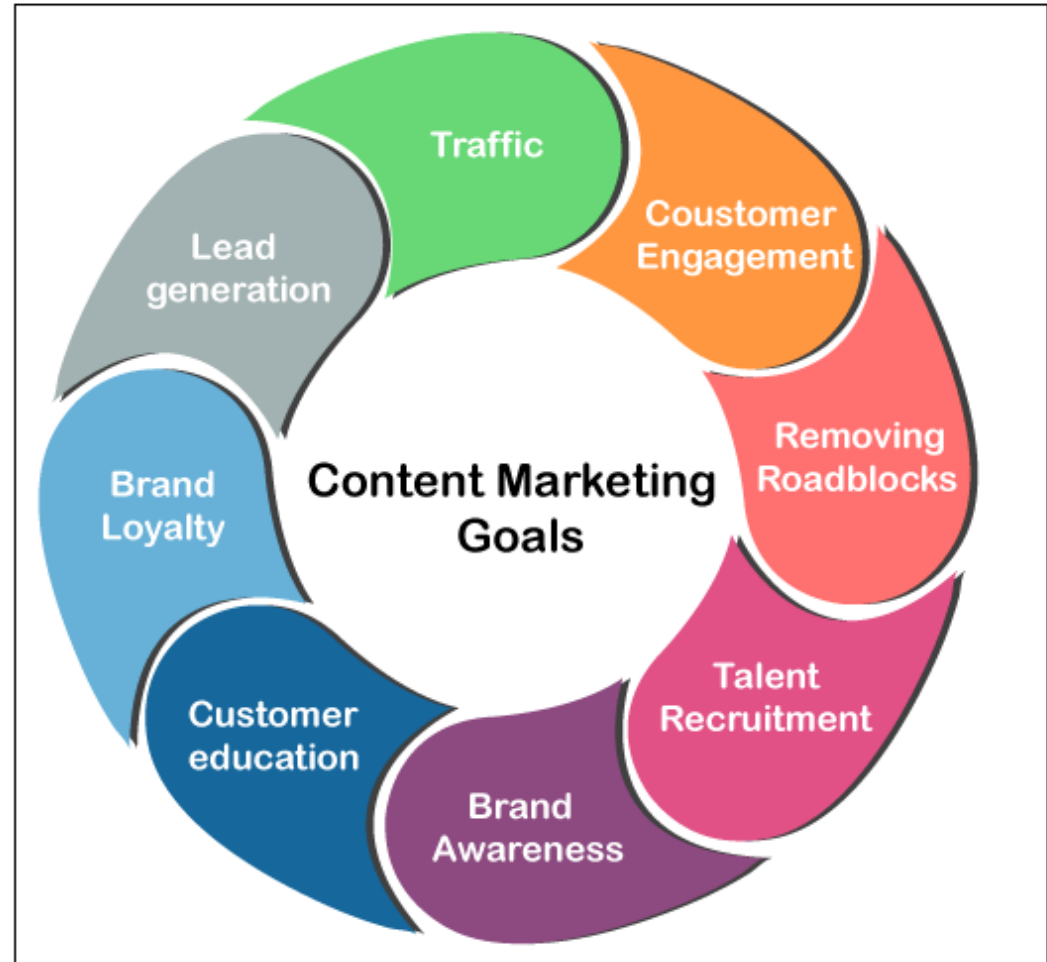 Traffic
Coustomer
Engagement
Removing
Roadblocks
Talent
Recruitment
Brand
Awareness
Customer
education
Brand
Loyalty
Lead
generation
Content Marketing
Goals